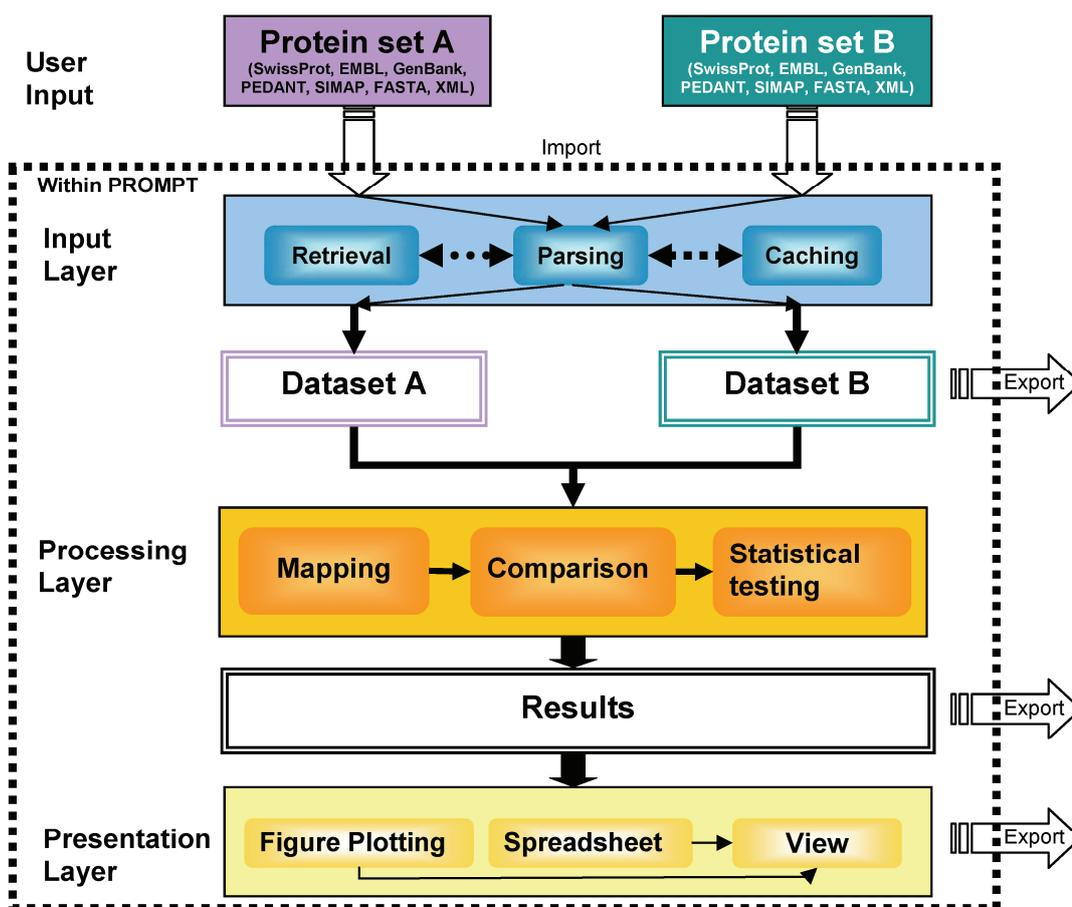 User
Input
Protein set A
(SwissProt, EMBL, GenBank,
PEDANT, SIMAP, FASTA, XML)
Protein set B
(SwissProt, EMBL, GenBank,
PEDANT, SIMAP, FASTA, XML)
Import
Within PROMPT
Input
Layer
Retrieval
Parsing
Caching
Dataset A
Dataset B
Export
Processing
Layer
Mapping
Comparison
Statistical
testing
Results
Export
Presentation
Layer
Figure Plotting
Spreadsheet
View
Export